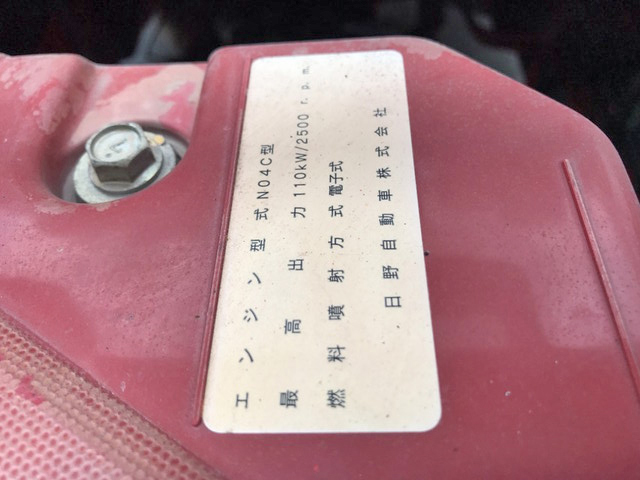 エンジン型式 N04C型
最高出力 110kW/2500 r.p.m.
燃料噴射方式 電子式
日野自動車株式会社